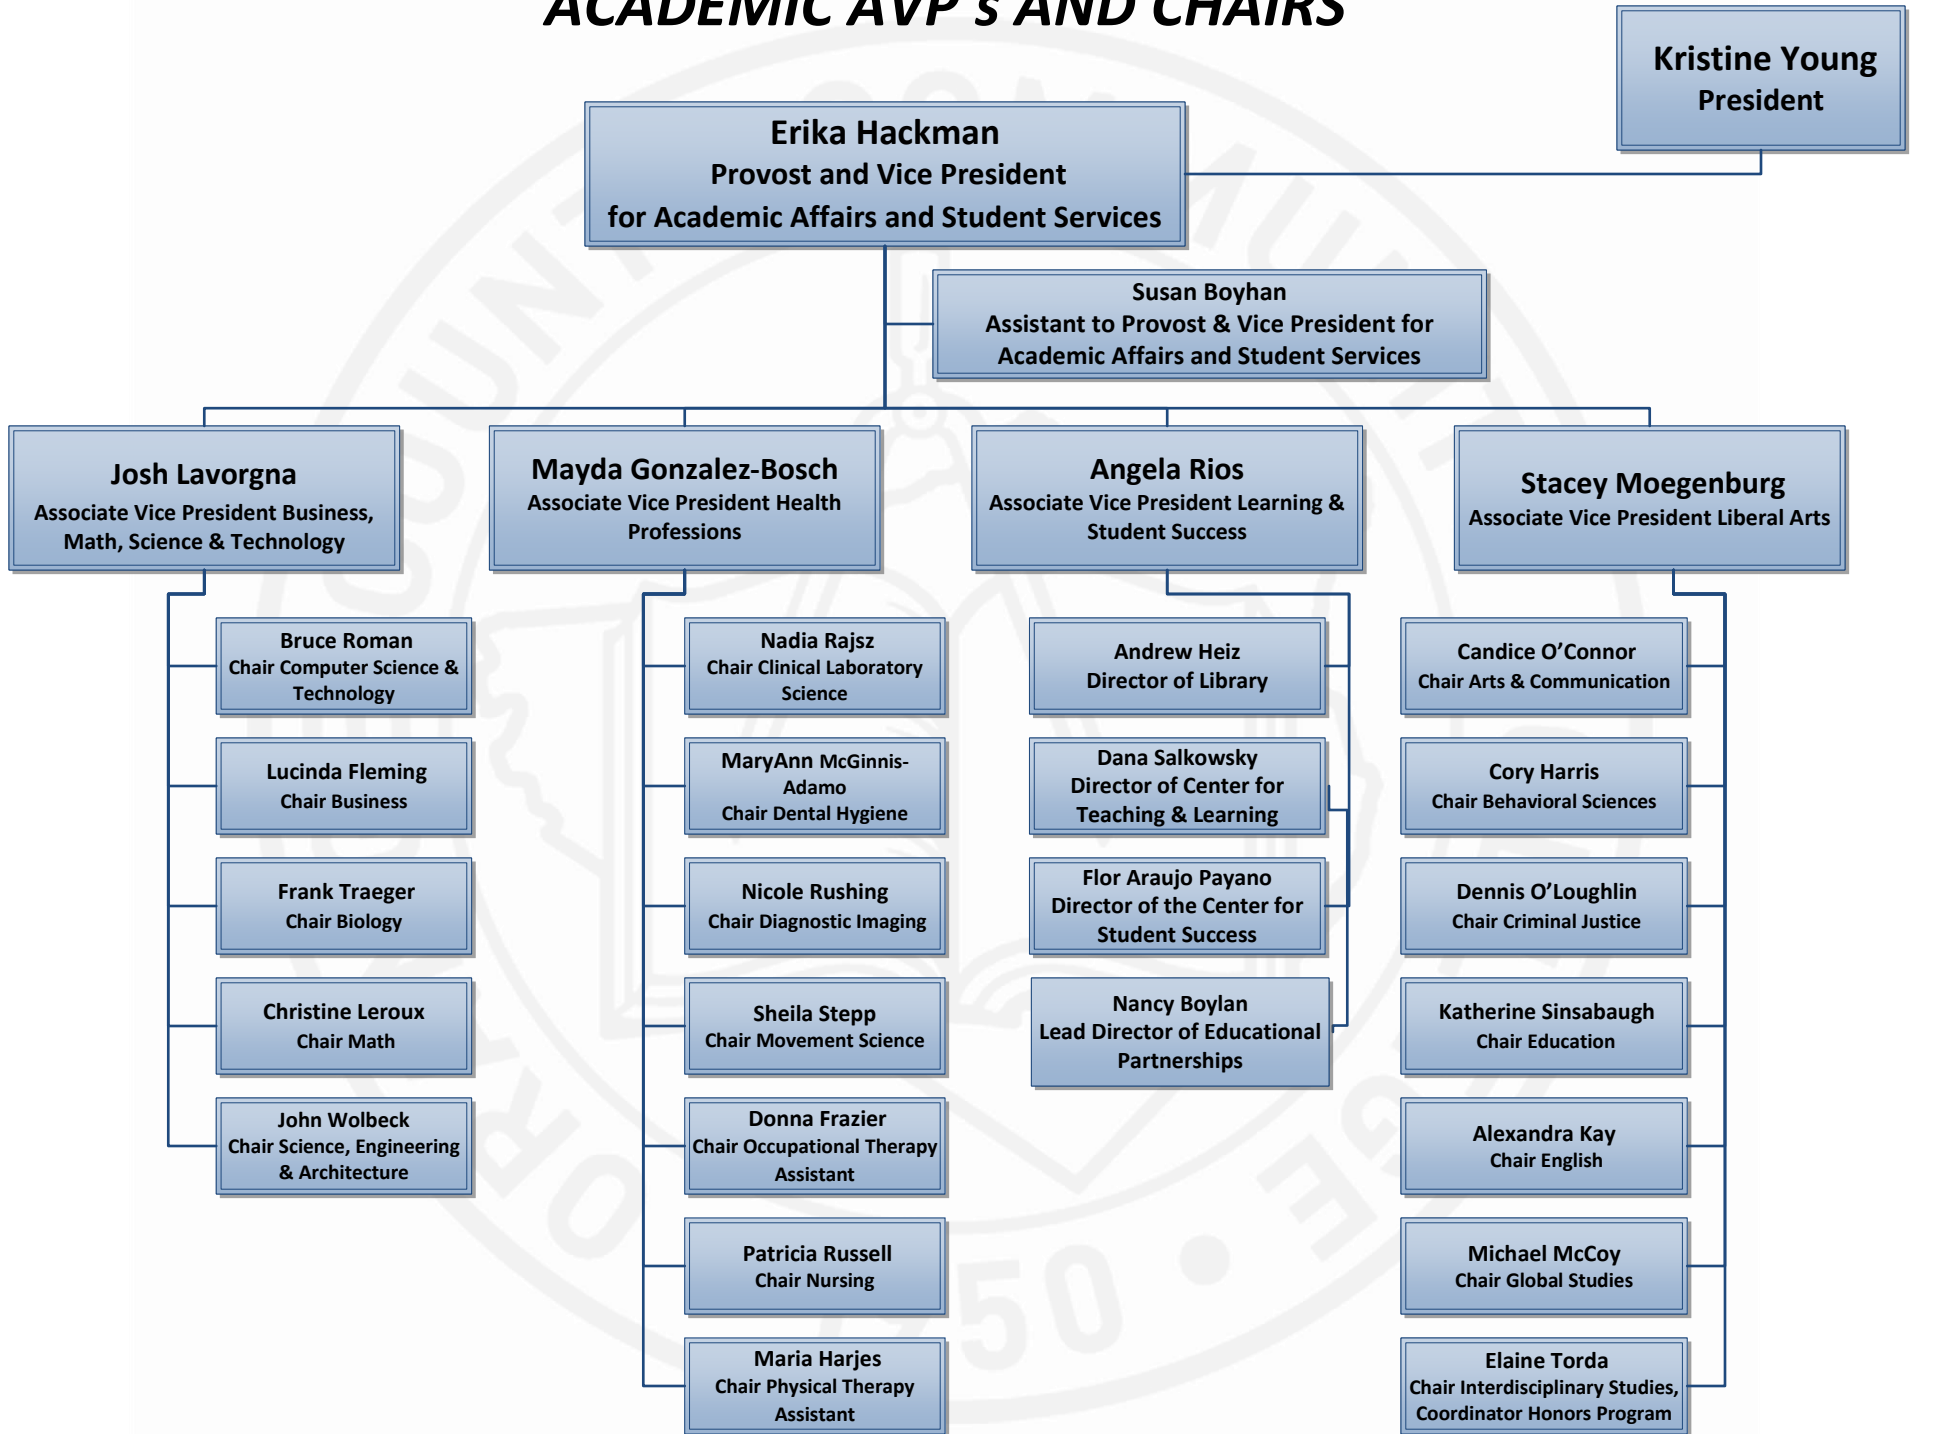 ACADEMIC AVP's AND CHAIRS
Kristine Young
President
Erika Hackman
Provost and Vice President
for Academic Affairs and Student Services
Susan Boyhan
Assistant to Provost & Vice President for
Academic Affairs and Student Services
Josh Lavorgna
Associate Vice President Business,
Math, Science & Technology
Mayda Gonzalez-Bosch
Associate Vice President Health
Professions
Angela Rios
Associate Vice President Learning &
Student Success
Stacey Moegenburg
Associate Vice President Liberal Arts
Bruce Roman
Chair Computer Science &
Technology
Lucinda Fleming
Chair Business
Frank Traeger
Chair Biology
Christine Leroux
Chair Math
John Wolbeck
Chair Science, Engineering
& Architecture
Nadia Rajsz
Chair Clinical Laboratory
Science
MaryAnn McGinnis-
Adamo
Chair Dental Hygiene
Nicole Rushing
Chair Diagnostic Imaging
Sheila Stepp
Chair Movement Science
Donna Frazier
Chair Occupational Therapy
Assistant
Patricia Russell
Chair Nursing
Maria Harjes
Chair Physical Therapy
Assistant
Andrew Heiz
Director of Library
Dana Salkowsky
Director of Center for
Teaching & Learning
Flor Araujo Payano
Director of the Center for
Student Success
Nancy Boylan
Lead Director of Educational
Partnerships
Candice O'Connor
Chair Arts & Communication
Cory Harris
Chair Behavioral Sciences
Dennis O'Loughlin
Chair Criminal Justice
Katherine Sinsabaugh
Chair Education
Alexandra Kay
Chair English
Michael McCoy
Chair Global Studies
Elaine Torda
Chair Interdisciplinary Studies,
Coordinator Honors Program